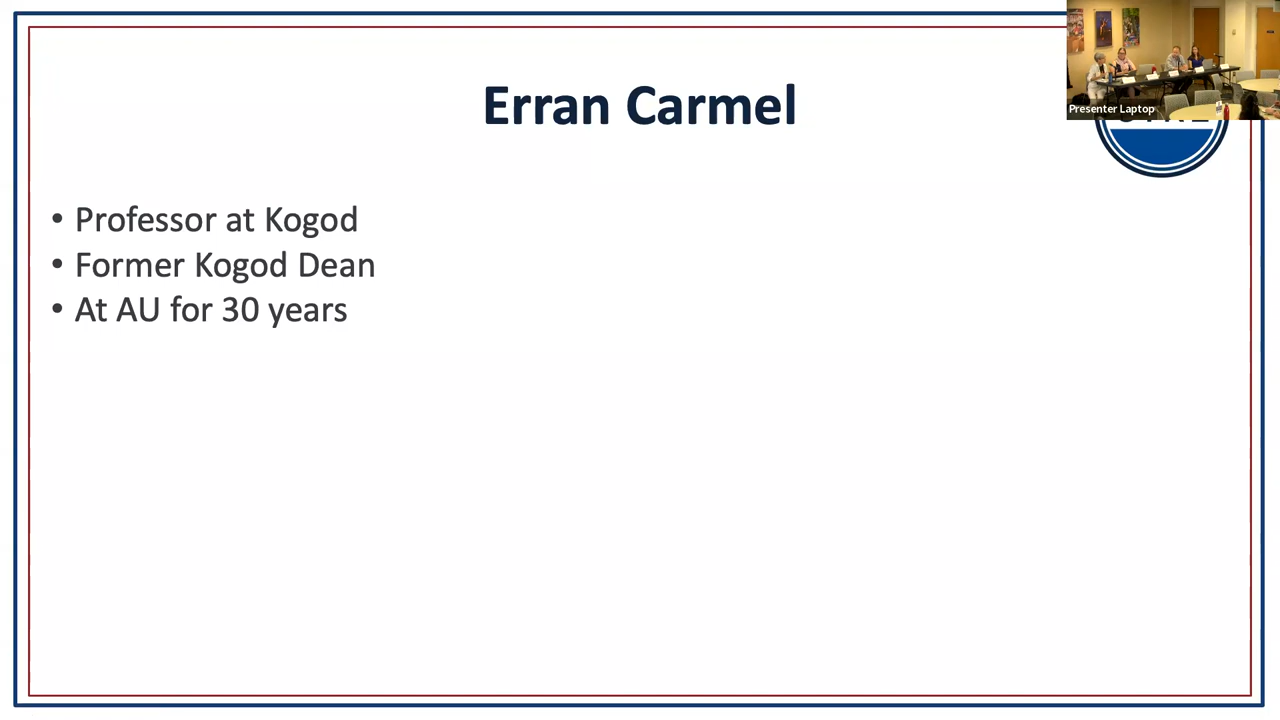 Erran Carmel
Presenter Laptop
• Professor at Kogod
• Former Kogod Dean
• At AU for 30 years